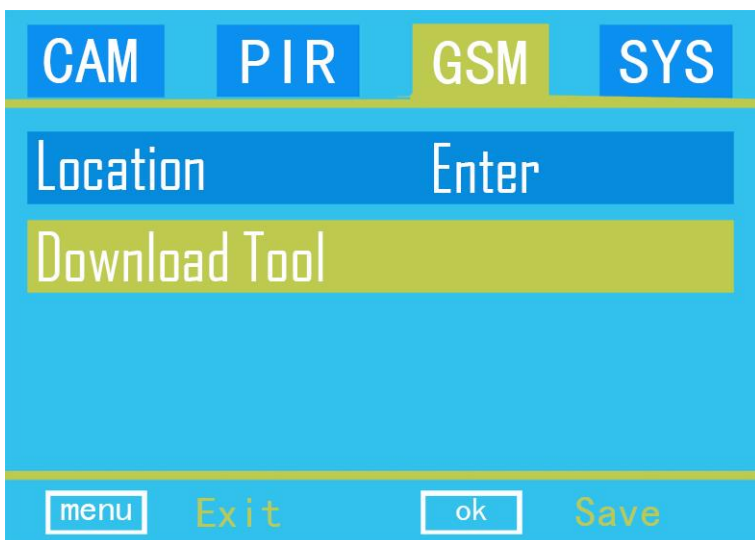 CAM PIR GSM SYS
Location Enter
Download Tool
menu Exit ok Save